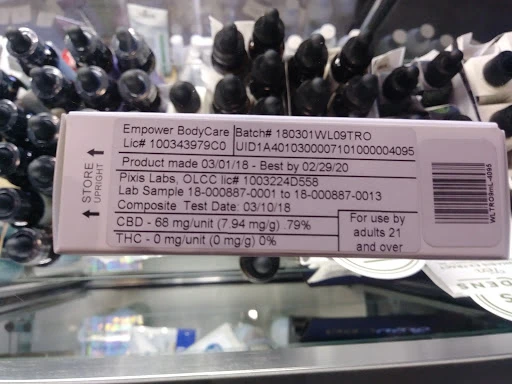 STORE
UPRIGHT
Empower BodyCare
Lic# 100343979C0
Batch# 180301WL09TRO
UID1A4010300007101000004095
Product made 03/01/18 - Best by 02/29/20
Pixis Labs, OLCC lic# 1003224D558
Lab Sample 18-000887-0001 to 18-000887-0013
Composite Test Date: 03/10/18
CBD - 68 mg/unit (7.94 mg/g) .79%
THC - 0 mg/unit (0 mg/g) 0%
For use by
adults 21
and over
WLTRO9mL-4095